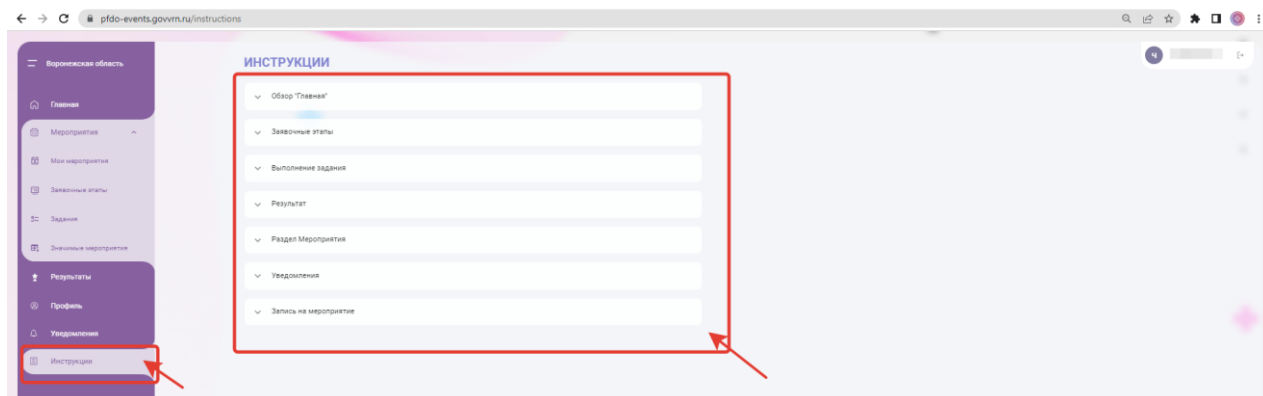 pfdo-events.govvrn.ru/instructions
Воронежская область
ИНСТРУКЦИИ
Ч
Главная
Мероприятия
Мои мероприятия
Заявочные этапы
Задания
Значимые мероприятия
Результаты
Профиль
Уведомления
Инструкции
Обзор "Главная"
Заявочные этапы
Выполнение задания
Результат
Раздел Мероприятия
Уведомления
Запись на мероприятие